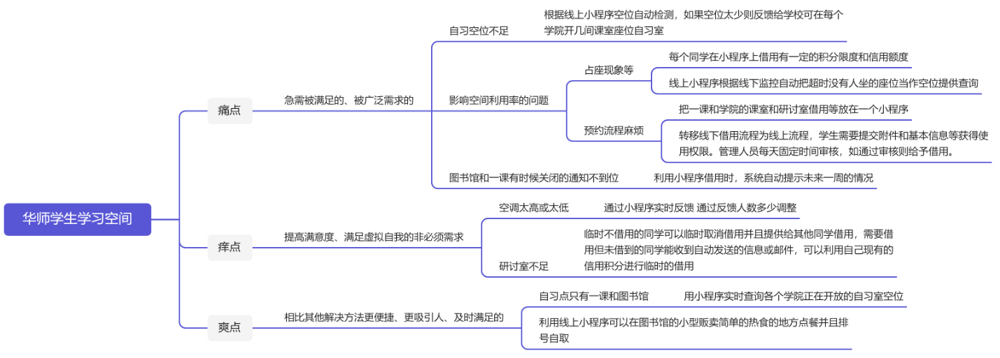 华师学生学习空间
痛点
急需被满足的、被广泛需求的
自习空位不足
根据线上小程序空位自动检测，如果空位太少则反馈给学校可在每个
学院开几间课室座位自习室
影响空间利用率的问题
占座现象等
每个同学在小程序上借用有一定的积分限度和信用额度
线上小程序根据线下监控自动把超时没有人坐的座位当作空位提供查询
预约流程麻烦
把一课和学院的课室和研讨室借用等放在一个小程序
转移线下借用流程为线上流程，学生需要提交附件和基本信息等获得使
用权限。管理人员每天固定时间审核，如通过审核则给予借用。
图书馆和一课有时候关闭的通知不到位
利用小程序借用时，系统自动提示未来一周的情况
痒点
提高满意度、满足虚拟自我的非必须需求
空调太高或太低
通过小程序实时反馈 通过反馈人数多少调整
研讨室不足
临时不借用的同学可以临时取消借用并且提供给其他同学借用，需要借
用但未借到的同学能收到自动发送的信息或邮件，可以利用自己现有的
信用积分进行临时的借用
爽点
相比其他解决方法更便捷、更吸引人、及时满足的
自习点只有一课和图书馆
用小程序实时查询各个学院正在开放的自习室空位
利用线上小程序可以在图书馆的小型贩卖简单的热食的地方点餐并且排
号自取